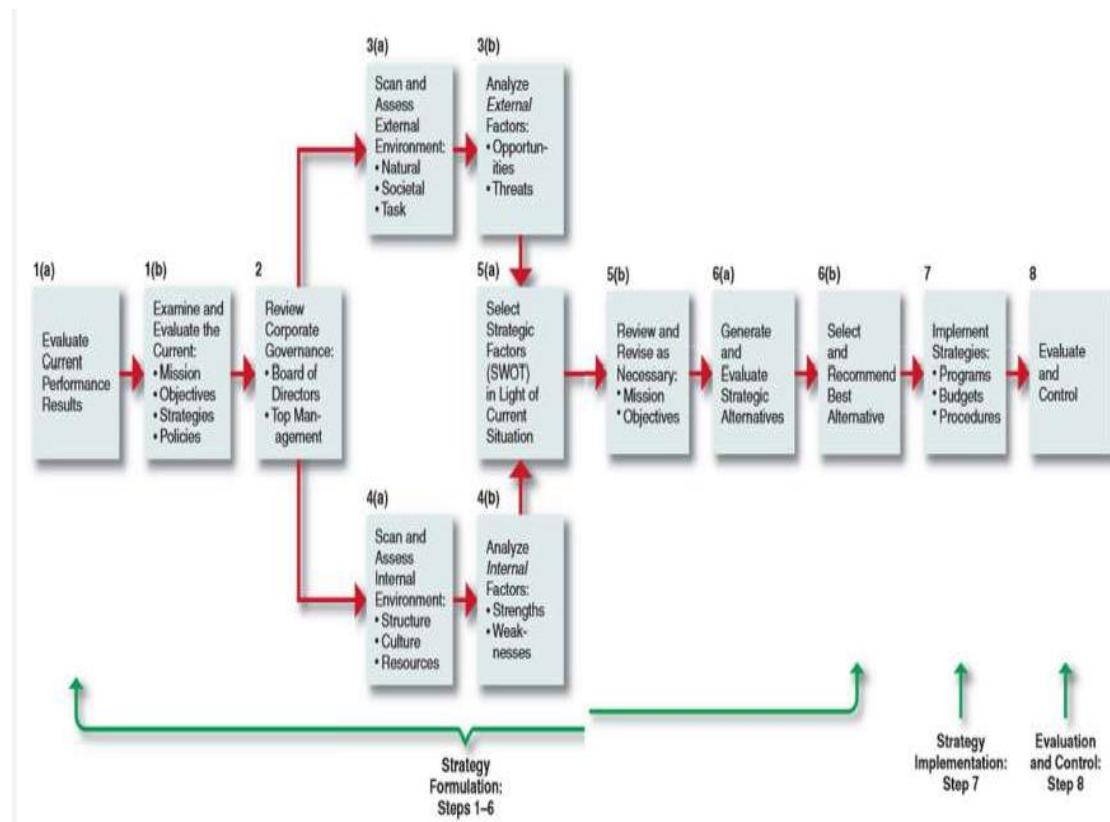 3(a)
Scan and
Assess
External
Environment:
• Natural
• Societal
• Task
3(b)
Analyze
External
Factors:
• Opportun-
ities
• Threats
1(a)
Evaluate
Current
Performance
Results
1(b)
Examine and
Evaluate the
Current:
• Mission
• Objectives
• Strategies
• Policies
2
Review
Corporate
Governance:
• Board of
Directors
• Top Man-
agement
5(a)
Select
Strategic
Factors
(SWOT)
in Light of
Current
Situation
5(b)
Review and
Revise as
Necessary:
• Mission
• Objectives
6(a)
Generate
and
Evaluate
Strategic
Alternatives
6(b)
Select
and
Recommend
Best
Alternative
7
Implement
Strategies:
• Programs
• Budgets
• Procedures
8
Evaluate
and
Control
4(a)
Scan and
Assess
Internal
Environment:
• Structure
• Culture
• Resources
4(b)
Analyze
Internal
Factors:
• Strengths
• Weak-
nesses
Strategy
Formulation:
Steps 1–6
Strategy
Implementation:
Step 7
Evaluation
and Control:
Step 8